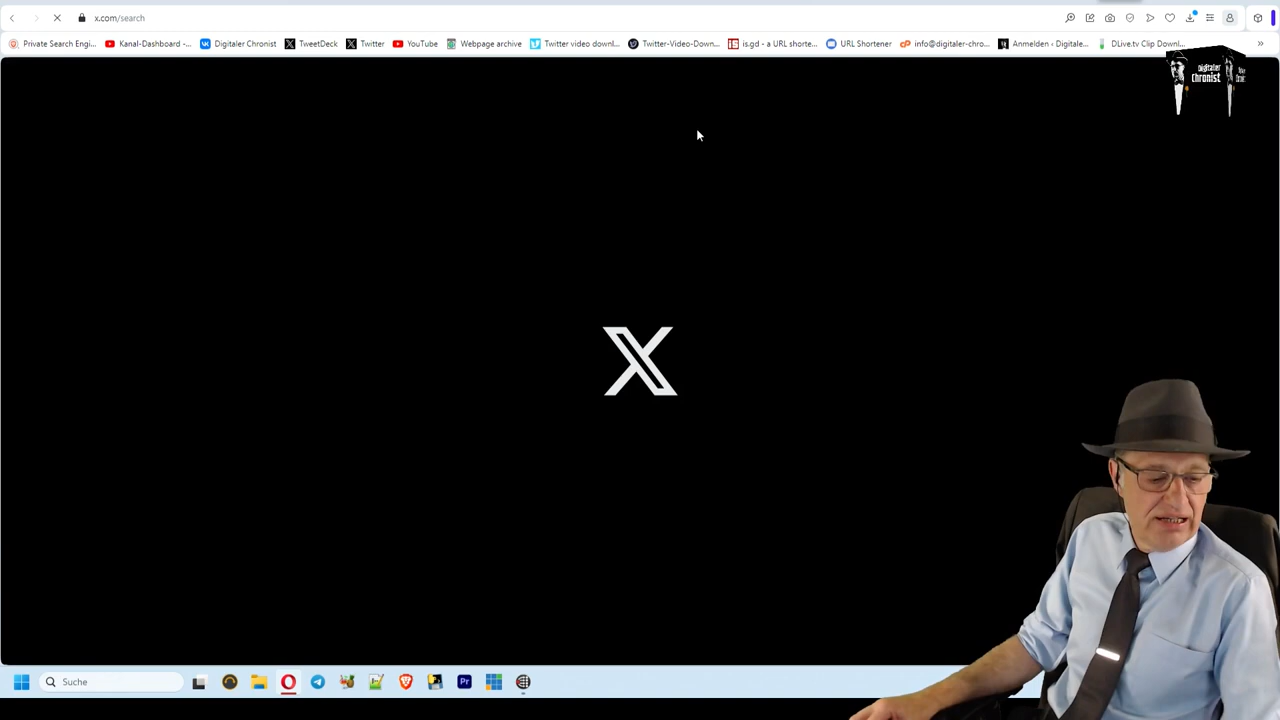 x.com/search
Private Search Engi... Kanal-Dashboard -... Digitaler Chronist TweetDeck Twitter YouTube Webpage archive Twitter video downl... Twitter-Video-Down... is.gd - a URL shorte... URL Shortener info@digitaler-chro... Anmelden ‹ Digitale... DLive.tv Clip Downl...
Digitaler
Chronist
Suche